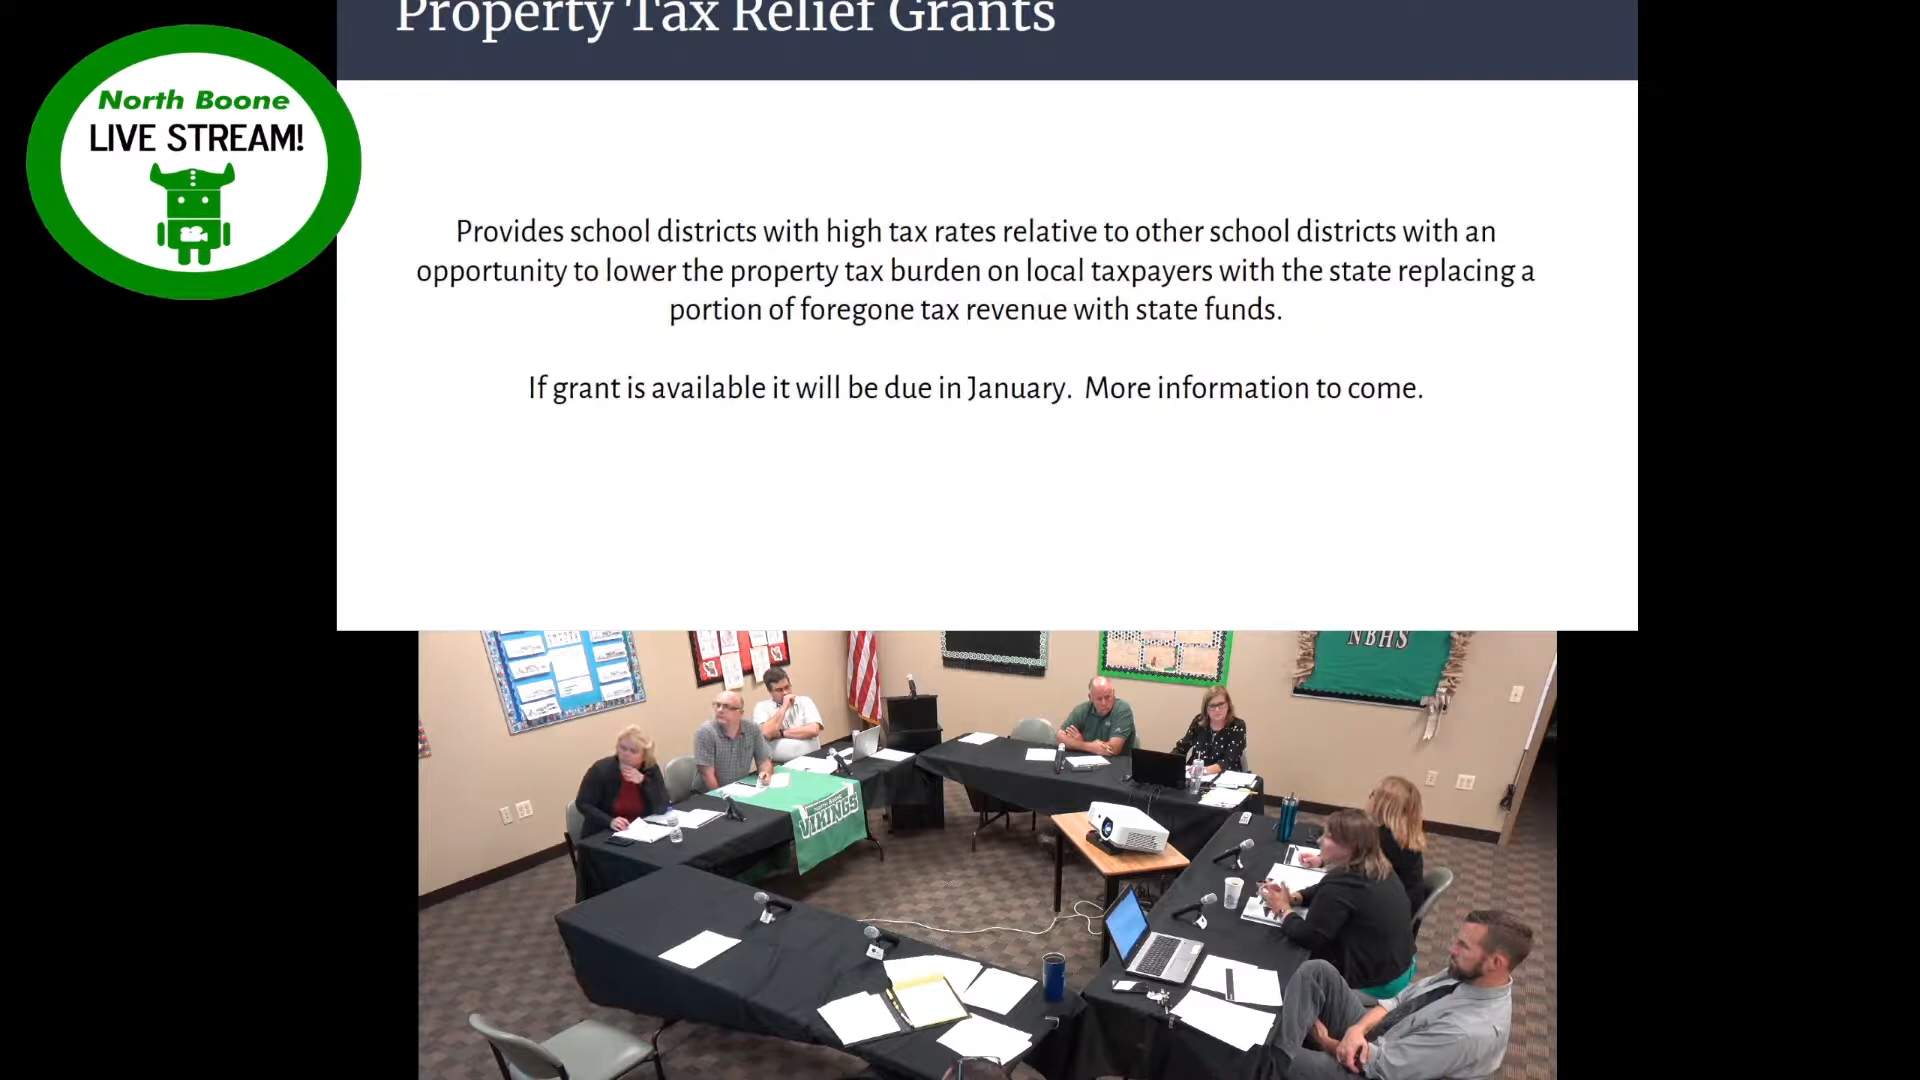 Property Tax Relief Grants
North Boone
LIVE STREAM!
Provides school districts with high tax rates relative to other school districts with an
opportunity to lower the property tax burden on local taxpayers with the state replacing a
portion of foregone tax revenue with state funds.
If grant is available it will be due in January.  More information to come.
NBHS
NORTH BOONE
VIKINGS